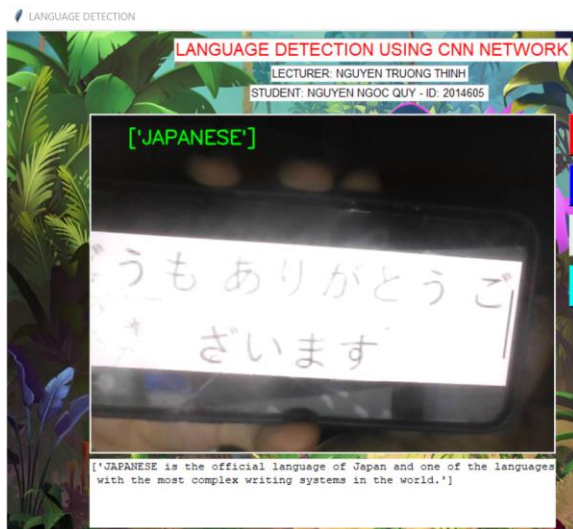 LANGUAGE DETECTION
LANGUAGE DETECTION USING CNN NETWORK
LECTURER: NGUYEN TRUONG THINH
STUDENT: NGUYEN NGOC QUY - ID: 2014605
['JAPANESE']
どうも ありがとう ご
ざいます
['JAPANESE is the official language of Japan and one of the languages
with the most complex writing systems in the world.']